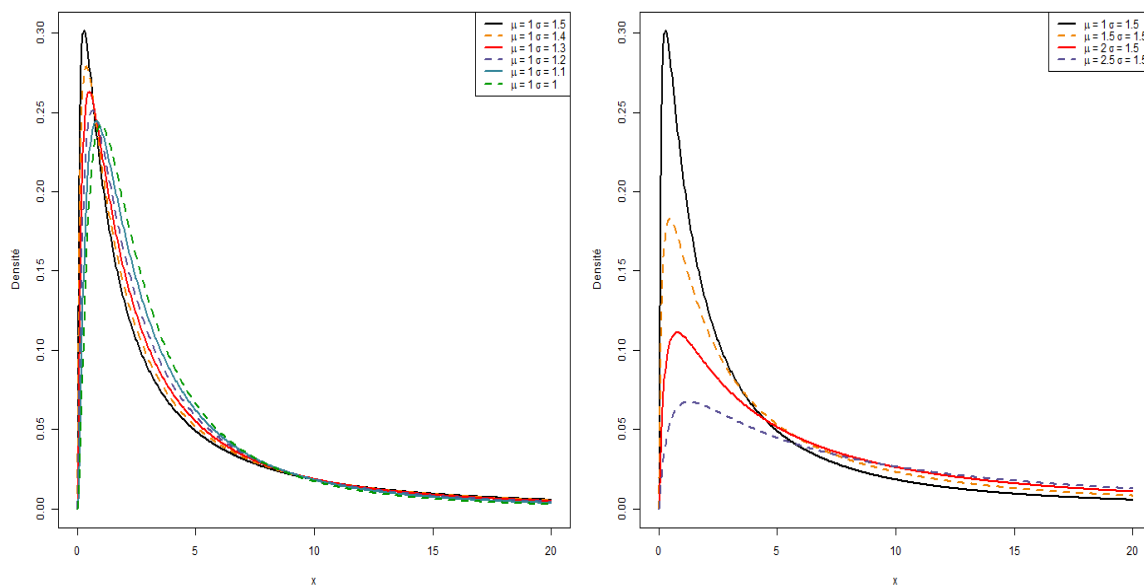 μ = 1 σ = 1.5
μ = 1 σ = 1.4
μ = 1 σ = 1.3
μ = 1 σ = 1.2
μ = 1 σ = 1.1
μ = 1 σ = 1
0.30
0.25
0.20
0.15
0.10
0.05
0.00
Densité
0 5 10 15 20
x
μ = 1 σ = 1.5
μ = 1.5 σ = 1.5
μ = 2 σ = 1.5
μ = 2.5 σ = 1.5
0.30
0.25
0.20
0.15
0.10
0.05
0.00
Densité
0 5 10 15 20
x